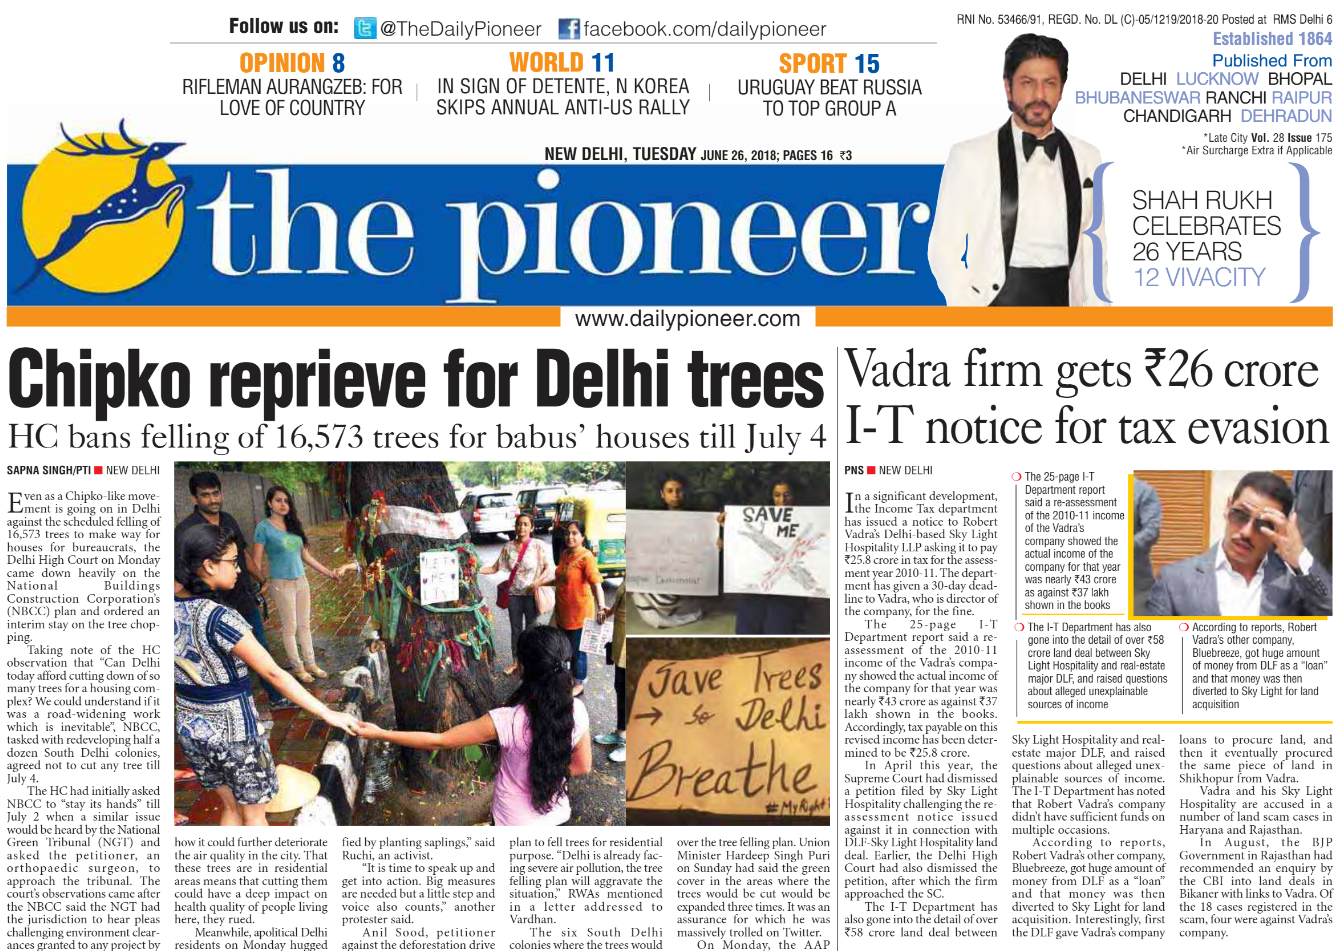 Follow us on: @TheDailyPioneer facebook.com/dailypioneer
RNI No. 53466/91, REGD. No. DL (C)-05/1219/2018-20 Posted at RMS Delhi 6
OPINION 8
RIFLEMAN AURANGZEB: FOR
LOVE OF COUNTRY
WORLD 11
IN SIGN OF DETENTE, N KOREA
SKIPS ANNUAL ANTI-US RALLY
SPORT 15
URUGUAY BEAT RUSSIA
TO TOP GROUP A
Established 1864
Published From
DELHI LUCKNOW BHOPAL
BHUBANESWAR RANCHI RAIPUR
CHANDIGARH DEHRADUN
*Late City Vol. 28 Issue 175
*Air Surcharge Extra if Applicable
NEW DELHI, TUESDAY JUNE 26, 2018; PAGES 16 ₹3
the pioneer
SHAH RUKH
CELEBRATES
26 YEARS
12 VIVACITY
www.dailypioneer.com
Chipko reprieve for Delhi trees
HC bans felling of 16,573 trees for babus' houses till July 4
SAPNA SINGH/PTI ■ NEW DELHI
Even as a Chipko-like move-
ment is going on in Delhi
against the scheduled felling of
16,573 trees to make way for
houses for bureaucrats, the
Delhi High Court on Monday
came down heavily on the
National Buildings
Construction Corporation's
(NBCC) plan and ordered an
interim stay on the tree chop-
ping.
Taking note of the HC
observation that "Can Delhi
today afford cutting down of so
many trees for a housing com-
plex? We could understand if it
was a road-widening work
which is inevitable", NBCC,
tasked with redeveloping half a
dozen South Delhi colonies,
agreed not to cut any tree till
July 4.
The HC had initially asked
NBCC to "stay its hands" till
July 2 when a similar issue
would be heard by the National
Green Tribunal (NGT) and
asked the petitioner, an
orthopaedic surgeon, to
approach the tribunal. The
court's observations came after
the NBCC said the NGT had
the jurisdiction to hear pleas
challenging environment clear-
ances granted to any project by
LET
ME
SAVE
ME
Save Trees
→ So
Delhi
Breathe
#MyRight
how it could further deteriorate
the air quality in the city. That
these trees are in residential
areas means that cutting them
could have a deep impact on
health quality of people living
here, they rued.
Meanwhile, apolitical Delhi
residents on Monday hugged
fied by planting saplings," said
Ruchi, an activist.
"It is time to speak up and
get into action. Big measures
are needed but a little step and
voice also counts," another
protester said.
Anil Sood, petitioner
against the deforestation drive
plan to fell trees for residential
purpose. "Delhi is already fac-
ing severe air pollution, the tree
felling plan will aggravate the
situation," RWAs mentioned
in a letter addressed to
Vardhan.
The six South Delhi
colonies where the trees would
over the tree felling plan. Union
Minister Hardeep Singh Puri
on Sunday had said the green
cover in the areas where the
trees would be cut would be
expanded three times. It was an
assurance for which he was
massively trolled on Twitter.
On Monday, the AAP
Vadra firm gets ₹26 crore
I-T notice for tax evasion
PNS ■ NEW DELHI
In a significant development,
the Income Tax department
has issued a notice to Robert
Vadra's Delhi-based Sky Light
Hospitality LLP asking it to pay
₹25.8 crore in tax for the assess-
ment year 2010-11. The depart-
ment has given a 30-day dead-
line to Vadra, who is director of
the company, for the fine.
The 25-page I-T
Department report said a re-
assessment of the 2010-11
income of the Vadra's compa-
ny showed the actual income of
the company for that year was
nearly ₹43 crore as against ₹37
lakh shown in the books.
Accordingly, tax payable on this
revised income has been deter-
mined to be ₹25.8 crore.
In April this year, the
Supreme Court had dismissed
a petition filed by Sky Light
Hospitality challenging the re-
assessment notice issued
against it in connection with
DLF-Sky Light Hospitality land
deal. Earlier, the Delhi High
Court had also dismissed the
petition, after which the firm
approached the SC.
The I-T Department has
also gone into the detail of over
₹58 crore land deal between
❍ The 25-page I-T
Department report
said a re-assessment
of the 2010-11 income
of the Vadra's
company showed the
actual income of the
company for that year
was nearly ₹43 crore
as against ₹37 lakh
shown in the books
❍ The I-T Department has also
gone into the detail of over ₹58
crore land deal between Sky
Light Hospitality and real-estate
major DLF, and raised questions
about alleged unexplainable
sources of income
❍ According to reports, Robert
Vadra's other company,
Bluebreeze, got huge amount
of money from DLF as a "loan"
and that money was then
diverted to Sky Light for land
acquisition
Sky Light Hospitality and real-
estate major DLF, and raised
questions about alleged unex-
plainable sources of income.
The I-T Department has noted
that Robert Vadra's company
didn't have sufficient funds on
multiple occasions.
According to reports,
Robert Vadra's other company,
Bluebreeze, got huge amount of
money from DLF as a "loan"
and that money was then
diverted to Sky Light for land
acquisition. Interestingly, first
the DLF gave Vadra's company
loans to procure land, and
then it eventually procured
the same piece of land in
Shikhopur from Vadra.
Vadra and his Sky Light
Hospitality are accused in a
number of land scam cases in
Haryana and Rajasthan.
In August, the BJP
Government in Rajasthan had
recommended an enquiry by
the CBI into land deals in
Bikaner with links to Vadra. Of
the 18 cases registered in the
scam, four were against Vadra's
company.